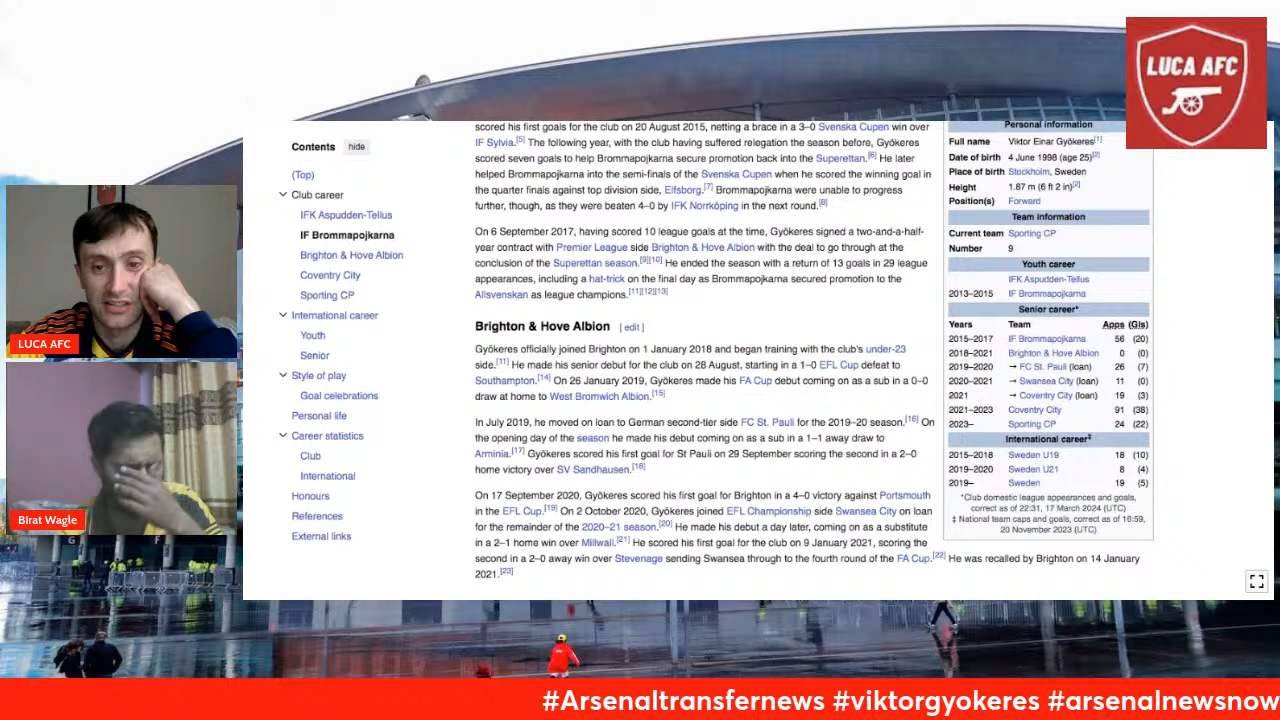 LUCA AFC
Contents hide
(Top)
Club career
IFK Aspudden-Tellus
IF Brommapojkarna
Brighton & Hove Albion
Coventry City
Sporting CP
International career
Youth
Senior
Style of play
Goal celebrations
Personal life
Career statistics
Club
International
Honours
References
External links
scored his first goals for the club on 20 August 2015, netting a brace in a 3–0 Svenska Cupen win over
IF Sylvia.[5] The following year, with the club having suffered relegation the season before, Gyökeres
scored seven goals to help Brommapojkarna secure promotion back into the Superettan.[6] He later
helped Brommapojkarna into the semi-finals of the Svenska Cupen when he scored the winning goal in
the quarter finals against top division side, Elfsborg.[7] Brommapojkarna were unable to progress
further, though, as they were beaten 4–0 by IFK Norrköping in the next round.[8]
On 6 September 2017, having scored 10 league goals at the time, Gyökeres signed a two-and-a-half-
year contract with Premier League side Brighton & Hove Albion with the deal to go through at the
conclusion of the Superettan season.[9][10] He ended the season with a return of 13 goals in 29 league
appearances, including a hat-trick on the final day as Brommapojkarna secured promotion to the
Allsvenskan as league champions.[11][12][13]
Brighton & Hove Albion [ edit ]
Gyökeres officially joined Brighton on 1 January 2018 and began training with the club's under-23
side.[11] He made his senior debut for the club on 28 August, starting in a 1–0 EFL Cup defeat to
Southampton.[14] On 26 January 2019, Gyökeres made his FA Cup debut coming on as a sub in a 0–0
draw at home to West Bromwich Albion.[15]
In July 2019, he moved on loan to German second-tier side FC St. Pauli for the 2019–20 season.[16] On
the opening day of the season he made his debut coming on as a sub in a 1–1 away draw to
Arminia.[17] Gyökeres scored his first goal for St Pauli on 29 September scoring the second in a 2–0
home victory over SV Sandhausen.[18]
On 17 September 2020, Gyökeres scored his first goal for Brighton in a 4–0 victory against Portsmouth
in the EFL Cup.[19] On 2 October 2020, Gyökeres joined EFL Championship side Swansea City on loan
for the remainder of the 2020–21 season.[20] He made his debut a day later, coming on as a substitute
in a 2–1 home win over Millwall.[21] He scored his first goal for the club on 9 January 2021, scoring the
second in a 2–0 away win over Stevenage sending Swansea through to the fourth round of the FA Cup.[22] He was recalled by Brighton on 14 January
2021.[23]
Personal information
Full name Viktor Einar Gyökeres[1]
Date of birth 4 June 1998 (age 25)[2]
Place of birth Stockholm, Sweden
Height 1.87 m (6 ft 2 in)[2]
Position(s) Forward
Team information
Current team Sporting CP
Number 9
Youth career
IFK Aspudden-Tellus
2013–2015 IF Brommapojkarna
Senior career*
Years Team Apps (Gls)
2015–2017 IF Brommapojkarna 56 (20)
2018–2021 Brighton & Hove Albion 0 (0)
2019–2020 → FC St. Pauli (loan) 26 (7)
2020–2021 → Swansea City (loan) 11 (0)
2021 → Coventry City (loan) 19 (3)
2021–2023 Coventry City 91 (38)
2023– Sporting CP 24 (22)
International career‡
2015–2018 Sweden U19 18 (10)
2019–2020 Sweden U21 8 (4)
2019– Sweden 19 (5)
*Club domestic league appearances and goals,
correct as of 22:31, 17 March 2024 (UTC)
‡ National team caps and goals, correct as of 16:59,
20 November 2023 (UTC)
LUCA AFC
Birat Wagle
G F
#Arsenaltransfernews #viktorgyokeres #arsenalnewsnow